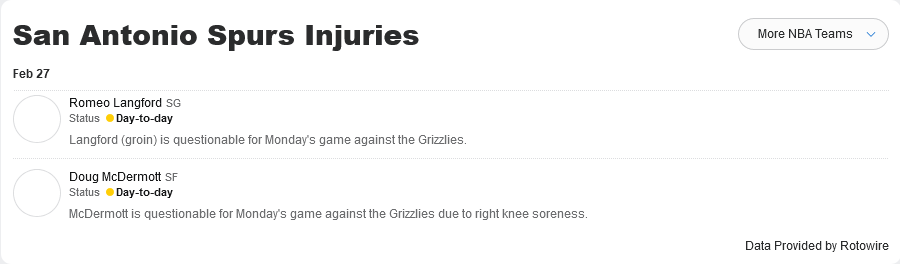 San Antonio Spurs Injuries
More NBA Teams
Feb 27
Romeo Langford SG
Status Day-to-day
Langford (groin) is questionable for Monday's game against the Grizzlies.
Doug McDermott SF
Status Day-to-day
McDermott is questionable for Monday's game against the Grizzlies due to right knee soreness.
Data Provided by Rotowire